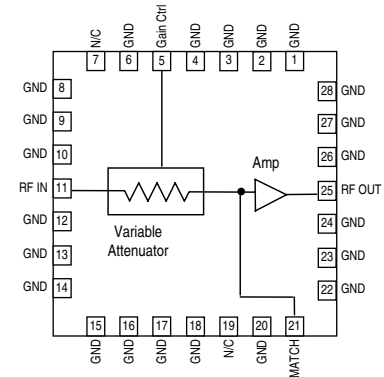 N/C GND Gain Ctrl GND GND GND GND
7 6 5 4 3 2 1
GND 8
GND 9
GND 10
RF IN 11
GND 12
GND 13
GND 14
28 GND
27 GND
26 GND
25 RF OUT
24 GND
23 GND
22 GND
Amp
Variable
Attenuator
15 16 17 18 19 20 21
GND GND GND GND N/C GND MATCH